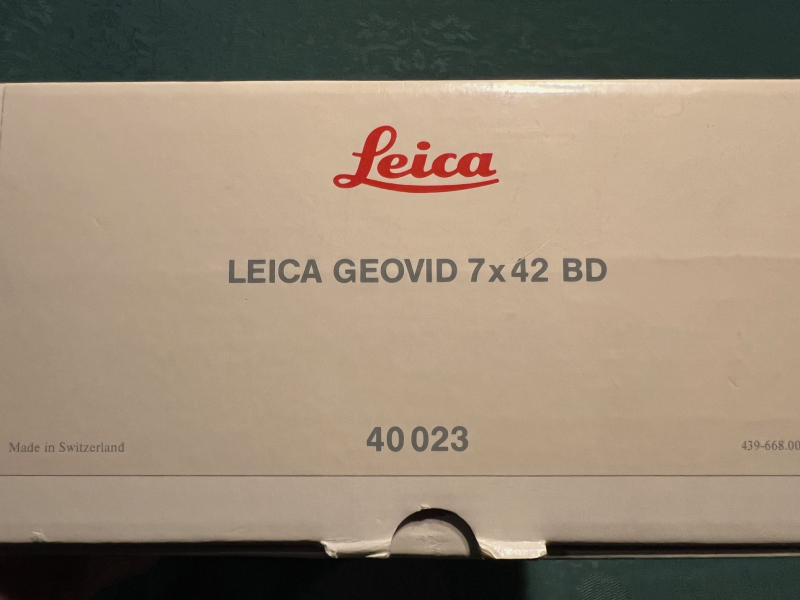 Leica
LEICA GEOVID 7x42 BD
40 023
Made in Switzerland
439-668.00